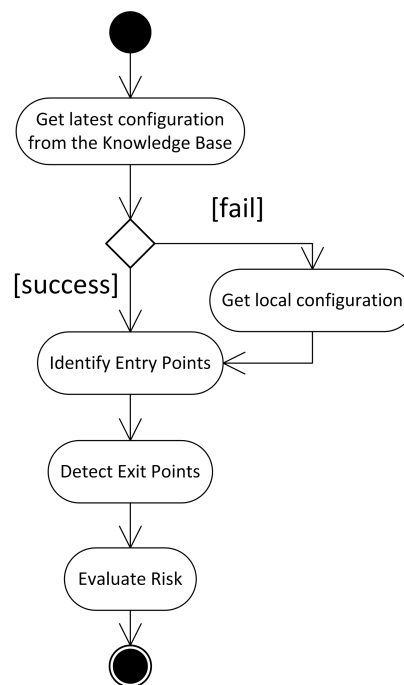 Get latest configuration
from the Knowledge Base
[fail]
[success]
Get local configuration
Identify Entry Points
Detect Exit Points
Evaluate Risk